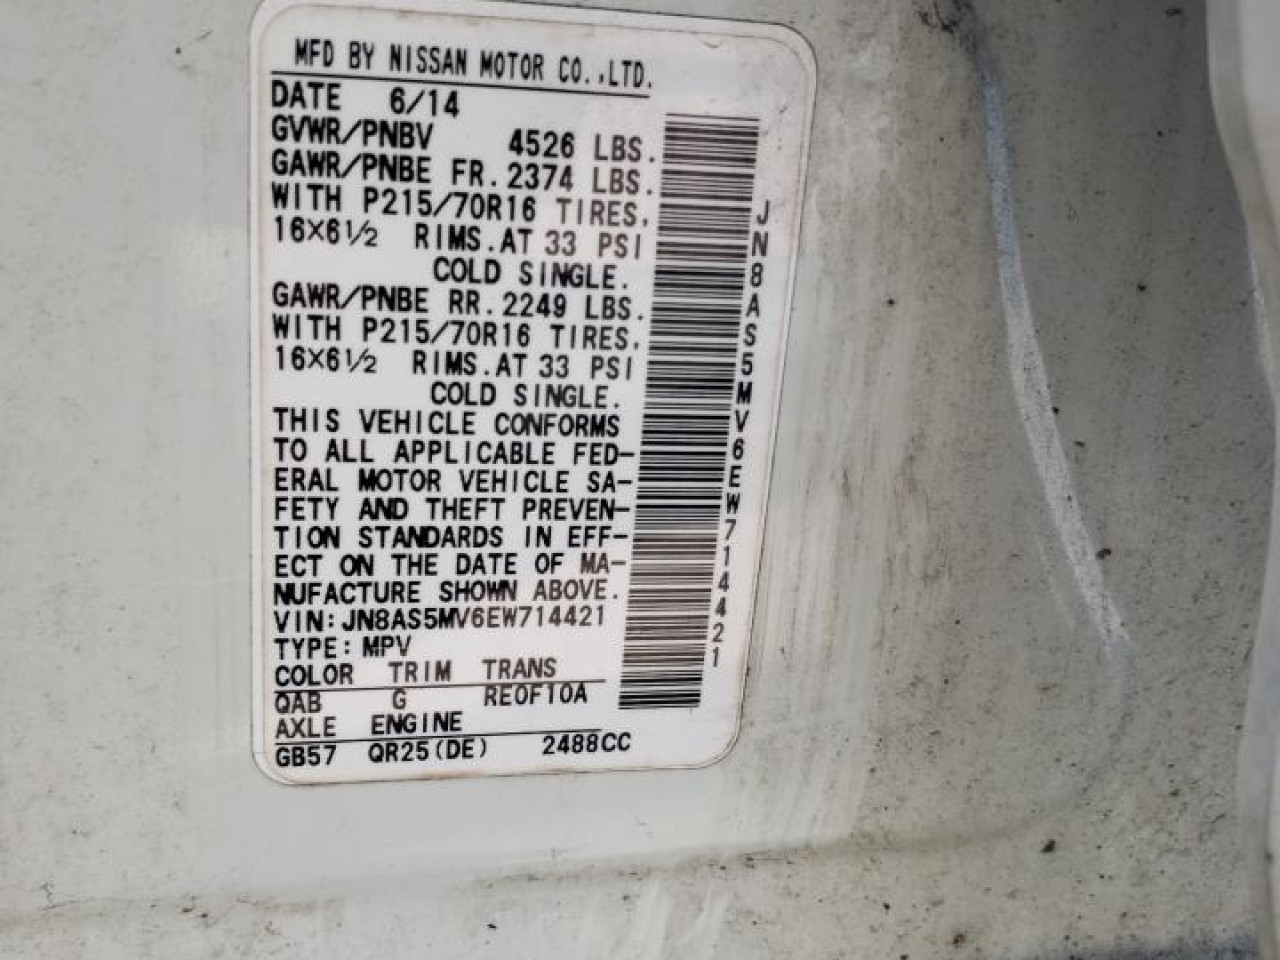 MFD BY NISSAN MOTOR CO.,LTD.
DATE 6/14
GVWR/PNBV 4526 LBS.
GAWR/PNBE FR.2374 LBS.
WITH P215/70R16 TIRES,
16×6½ RIMS.AT 33 PSI
COLD SINGLE.
GAWR/PNBE RR.2249 LBS.
WITH P215/70R16 TIRES,
16×6½ RIMS.AT 33 PSI
COLD SINGLE.
THIS VEHICLE CONFORMS
TO ALL APPLICABLE FED-
ERAL MOTOR VEHICLE SA-
FETY AND THEFT PREVEN-
TION STANDARDS IN EFF-
ECT ON THE DATE OF MA-
NUFACTURE SHOWN ABOVE.
VIN:JN8AS5MV6EW714421
TYPE:MPV
COLOR TRIM TRANS
QAB G RE0F10A
AXLE ENGINE
GB57 QR25(DE) 2488CC
JN8AS5MV6EW714421